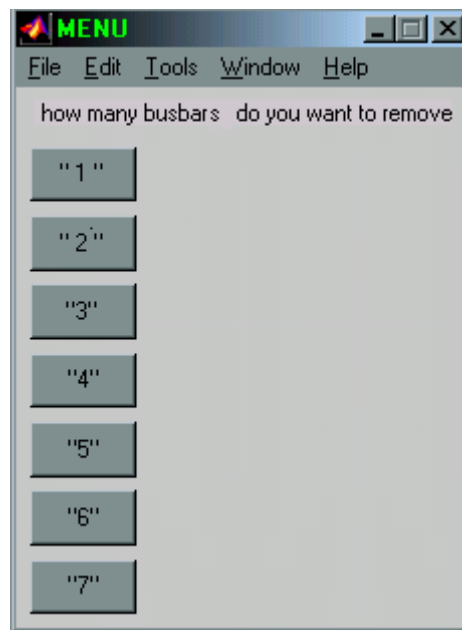 MENU
File Edit Tools Window Help
how many busbars do you want to remove
"1"
"2"
"3"
"4"
"5"
"6"
"7"